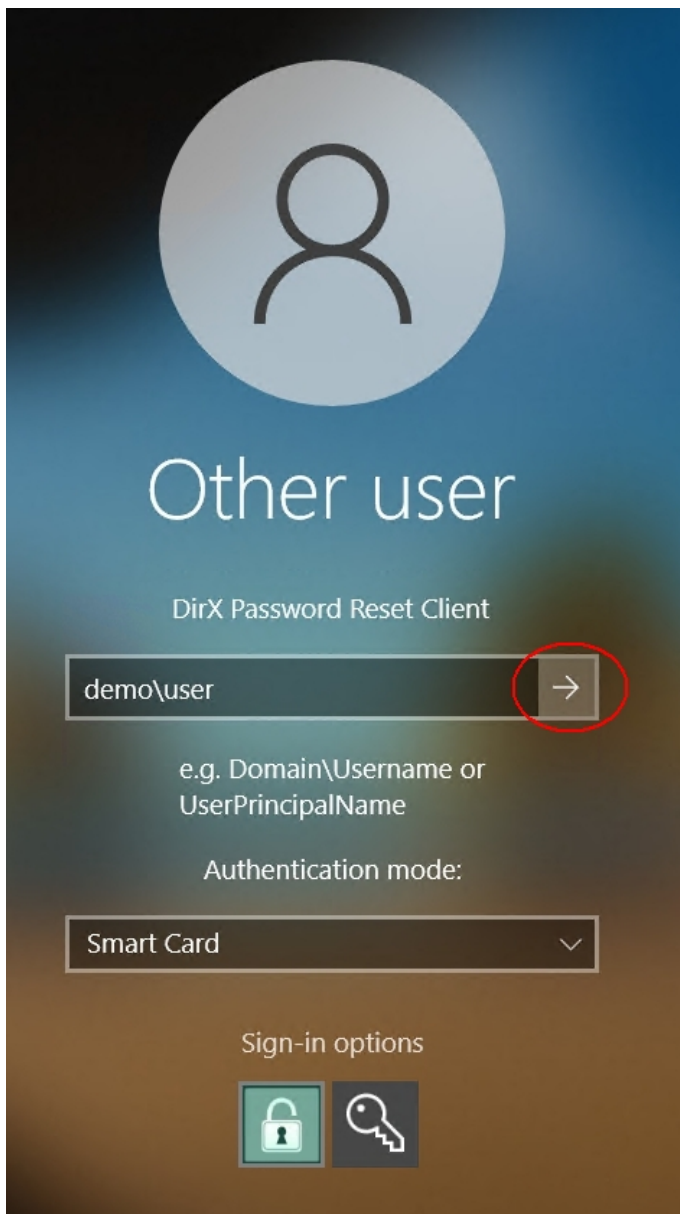 Other user
DirX Password Reset Client
demo\user
e.g. Domain\Username or
UserPrincipalName
Authentication mode:
Smart Card
Sign-in options